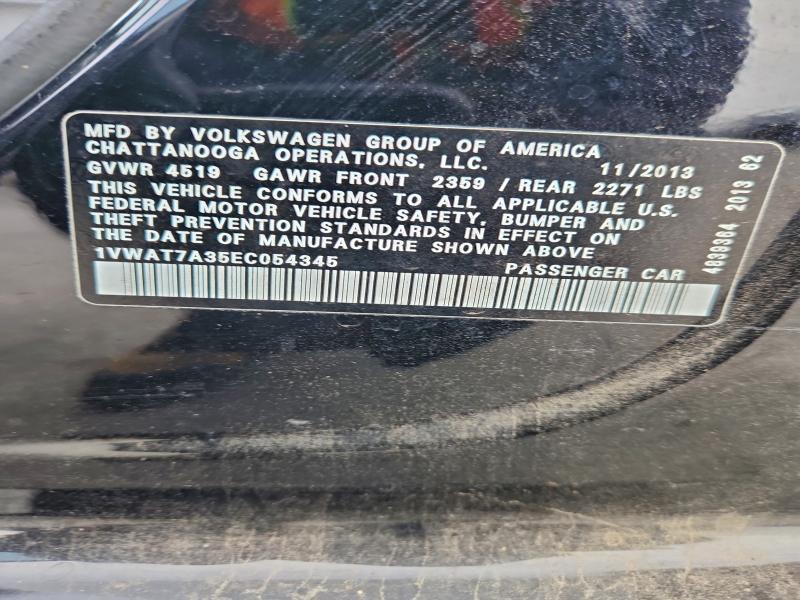 MFD BY VOLKSWAGEN GROUP OF AMERICA
CHATTANOOGA OPERATIONS, LLC. 11/2013
GVWR 4519 GAWR FRONT 2359 / REAR 2271 LBS
THIS VEHICLE CONFORMS TO ALL APPLICABLE U.S.
FEDERAL MOTOR VEHICLE SAFETY, BUMPER AND
THEFT PREVENTION STANDARDS IN EFFECT ON
THE DATE OF MANUFACTURE SHOWN ABOVE
1VWAT7A35EC054345 PASSENGER CAR
4839364 2013 62